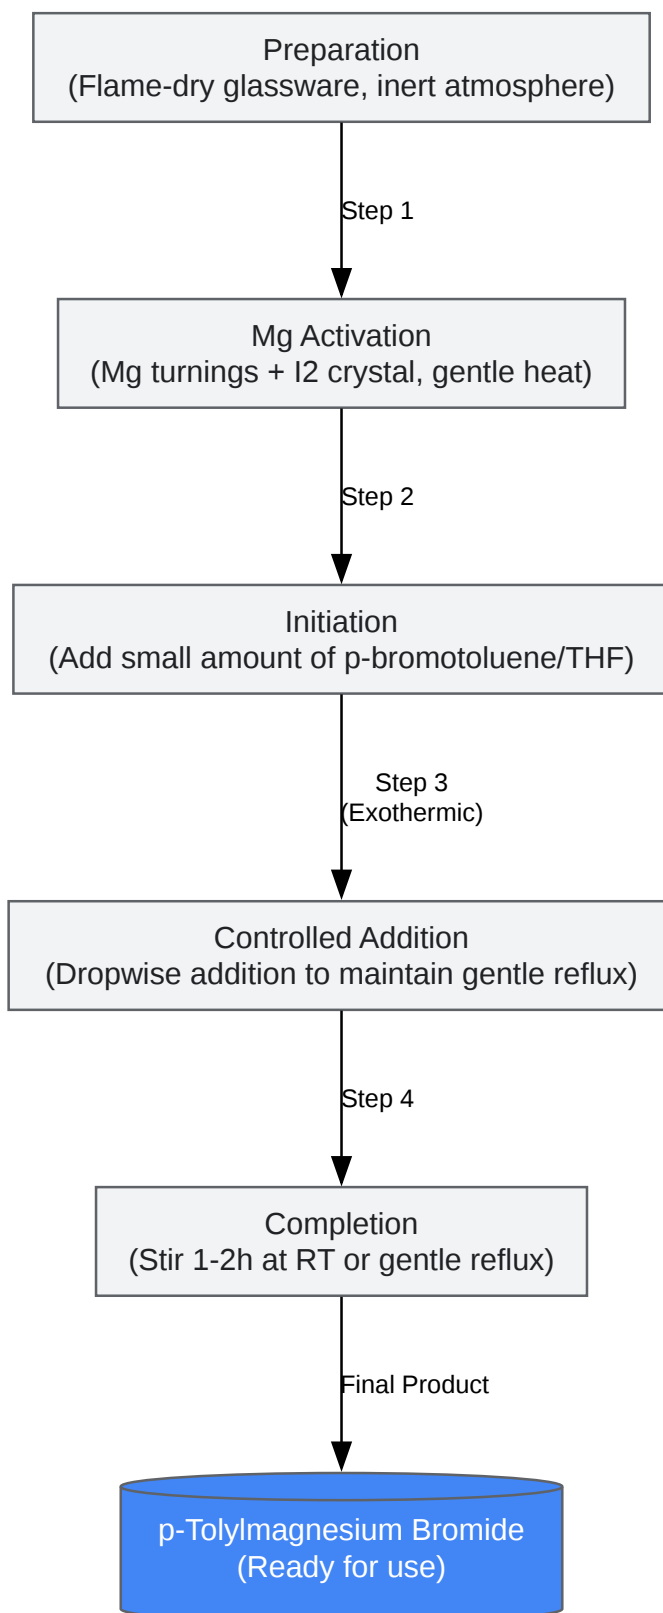 Preparation
(Flame-dry glassware, inert atmosphere)
Step 1
Mg Activation
(Mg turnings + I2 crystal, gentle heat)
Step 2
Initiation
(Add small amount of p-bromotoluene/THF)
Step 3
(Exothermic)
Controlled Addition
(Dropwise addition to maintain gentle reflux)
Step 4
Completion
(Stir 1-2h at RT or gentle reflux)
Final Product
p-Tolylmagnesium Bromide
(Ready for use)